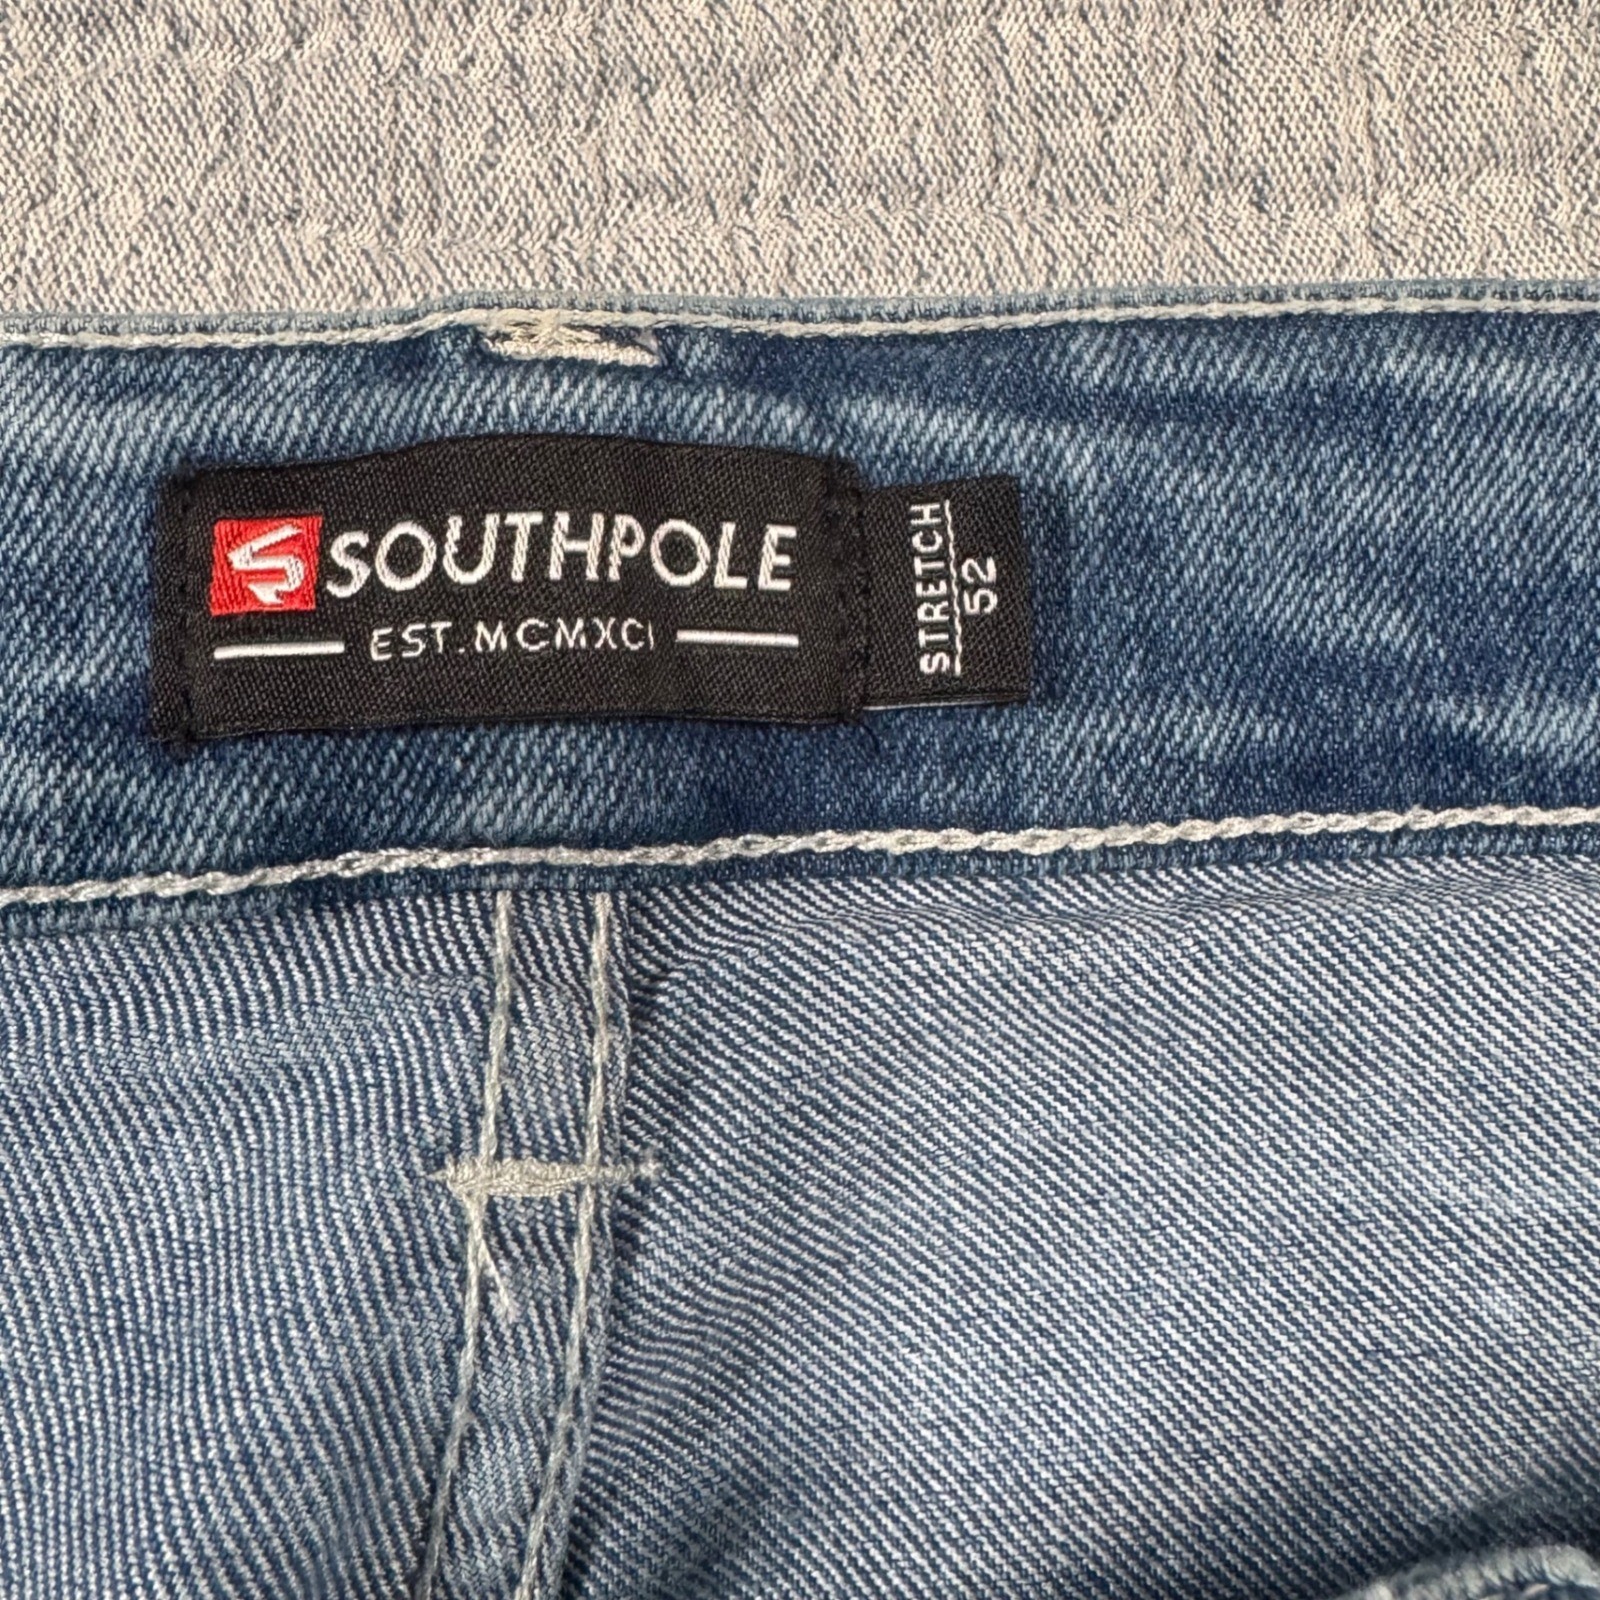 SOUTHPOLE
EST. MCMXCI
STRETCH
52